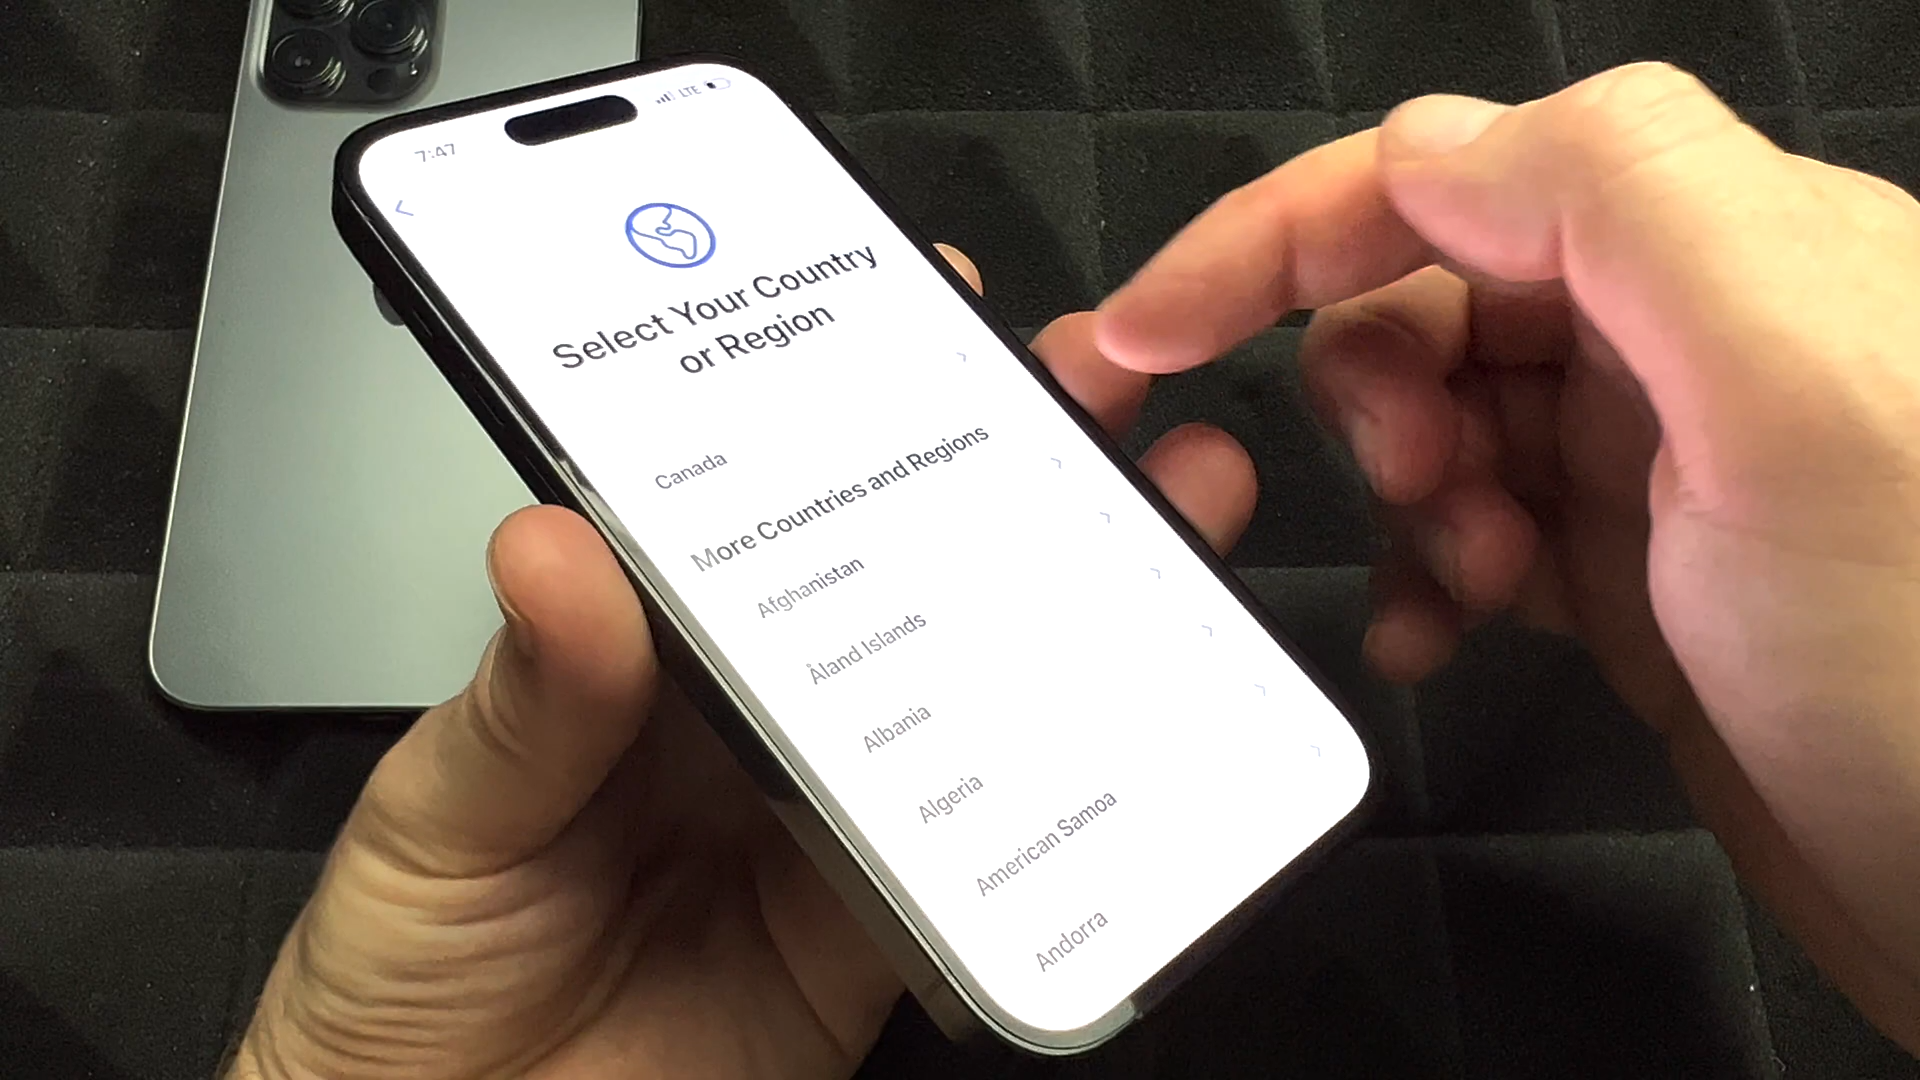 7:47
LTE
Select Your Country
or Region
Canada
More Countries and Regions
Afghanistan
Åland Islands
Albania
Algeria
American Samoa
Andorra